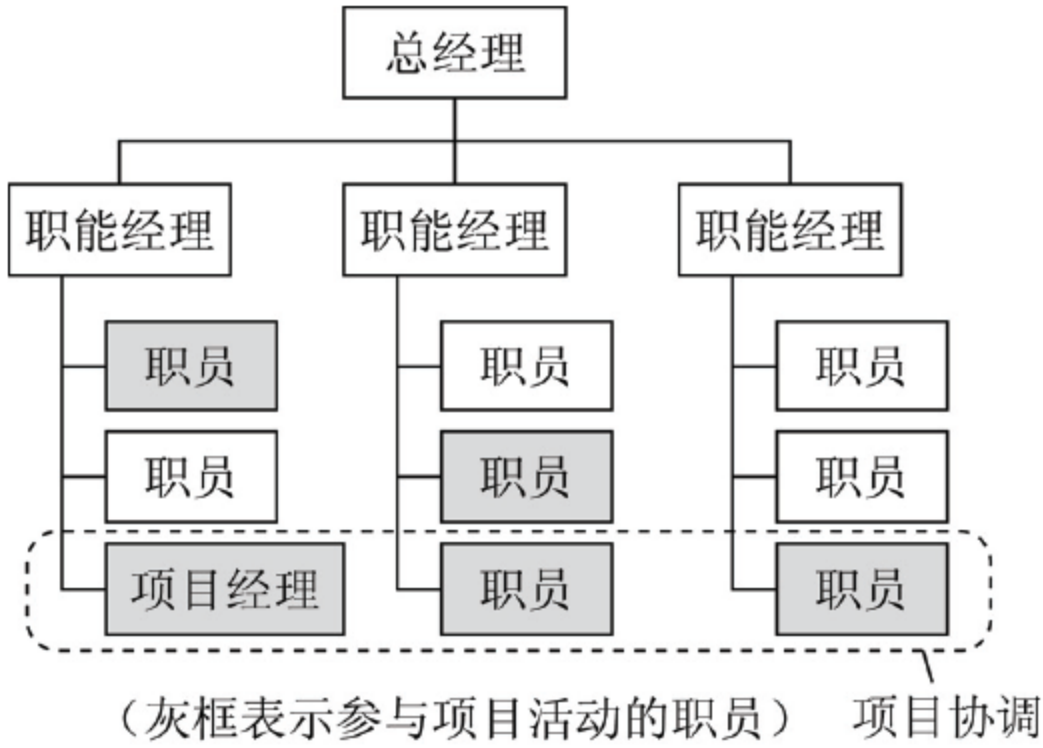 总经理
职能经理 职能经理 职能经理
职员 职员 职员
职员 职员 职员
项目经理 职员 职员
（灰框表示参与项目活动的职员） 项目协调